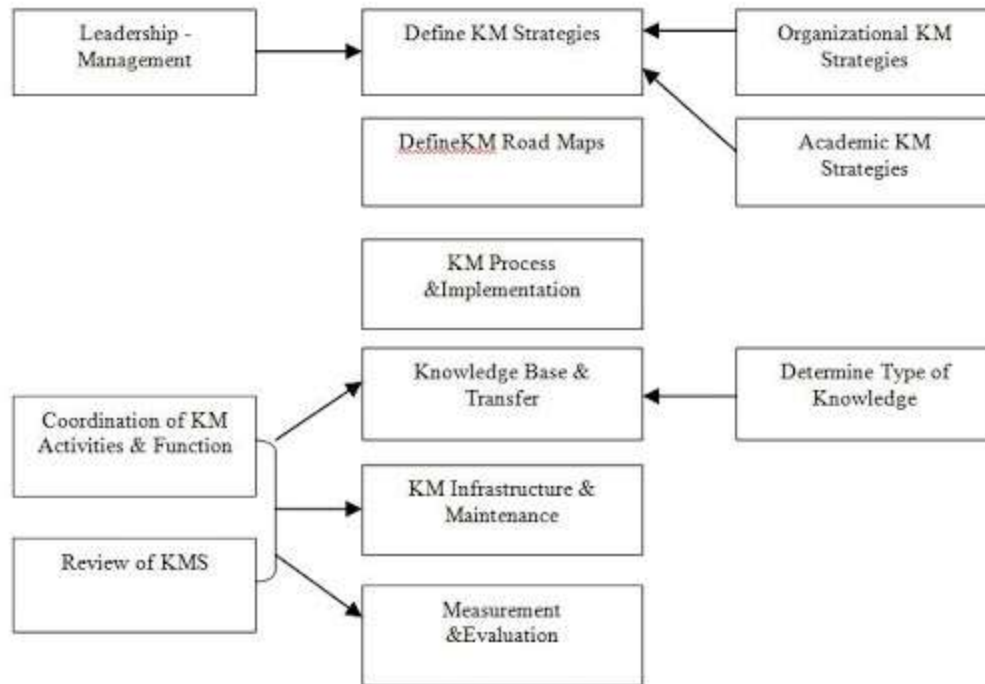 Leadership -
Management
Define KM Strategies
Organizational KM
Strategies
DefineKM Road Maps
Academic KM
Strategies
KM Process
&Implementation
Knowledge Base &
Transfer
Determine Type of
Knowledge
Coordination of KM
Activities & Function
KM Infrastructure &
Maintenance
Review of KMS
Measurement
&Evaluation